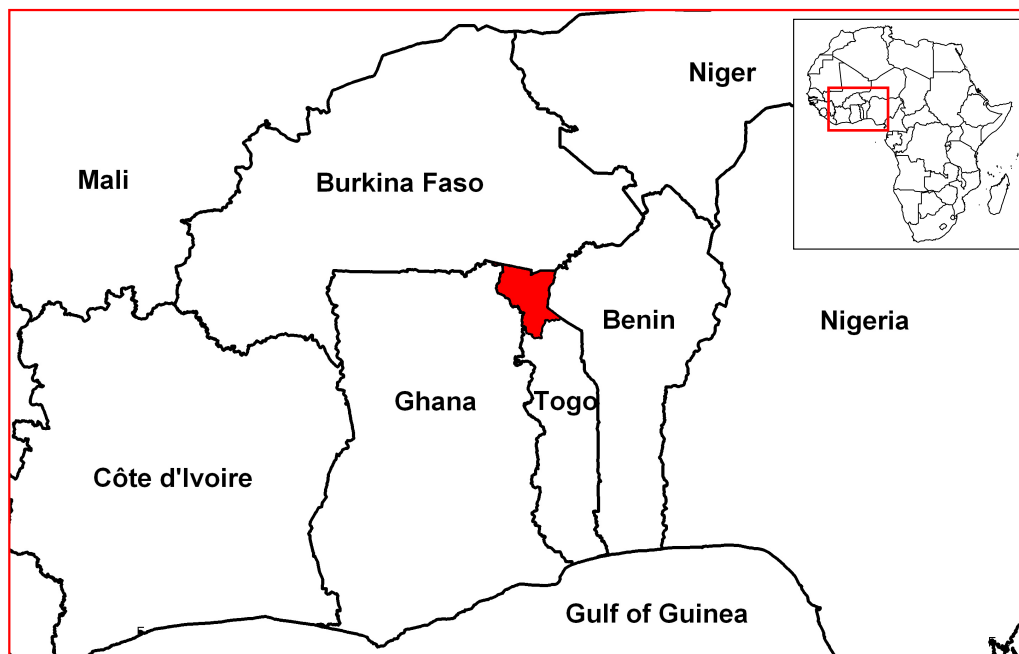 Niger
Mali
Burkina Faso
Benin
Nigeria
Ghana
Togo
Côte d'Ivoire
Gulf of Guinea